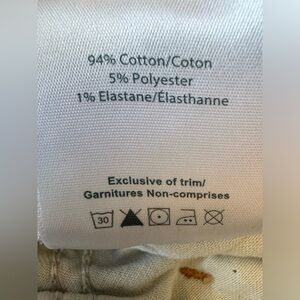 94% Cotton/Coton
5% Polyester
1% Elastane/Élasthanne
Exclusive of trim/
Garnitures Non-comprises
30